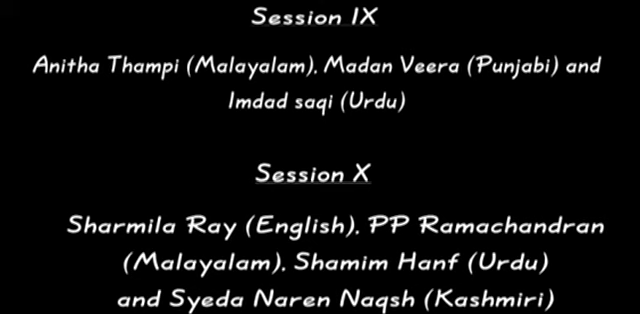 Session IX
Anitha Thampi (Malayalam), Madan Veera (Punjabi) and
Imdad saqi (Urdu)
Session X
Sharmila Ray (English), PP Ramachandran
(Malayalam), Shamim Hanf (Urdu)
and Syeda Naren Naqsh (Kashmiri)